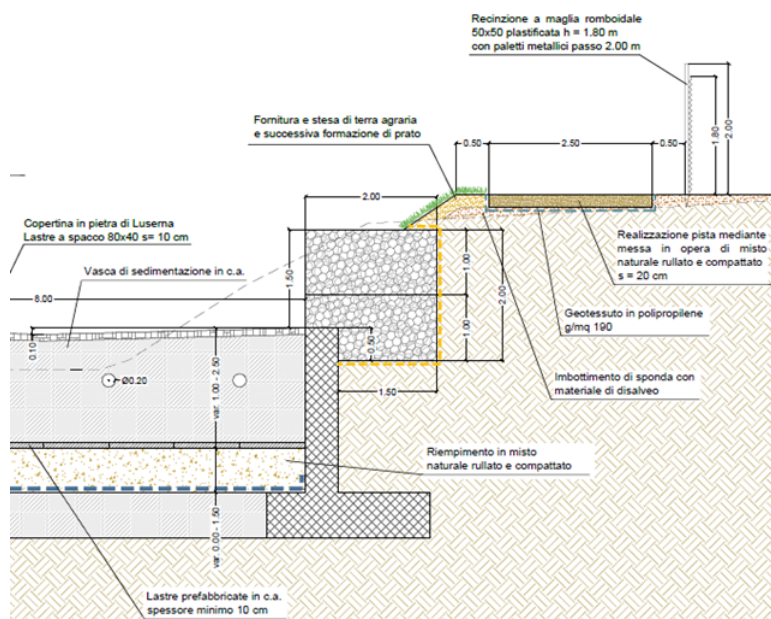 Recinzione a maglia romboidale
50x50 plastificata h = 1.80 m
con paletti metallici passo 2.00 m
Fornitura e stesa di terra agraria
e successiva formazione di prato
0.50
2.50
0.50
1.80
2.00
2.00
Copertina in pietra di Luserna
Lastre a spacco 80x40 s= 10 cm
Vasca di sedimentazione in c.a.
8.00
1.50
1.00
1.00
2.00
Realizzazione pista mediante
messa in opera di misto
naturale rullato e compattato
s = 20 cm
Geotessuto in polipropilene
g/mq 190
0.10
0.50
Ø0.20
1.50
var. 1.00 - 2.50
Imbottimento di sponda con
materiale di disalveo
Riempimento in misto
naturale rullato e compattato
var. 0.00 - 1.50
Lastre prefabbricate in c.a.
spessore minimo 10 cm